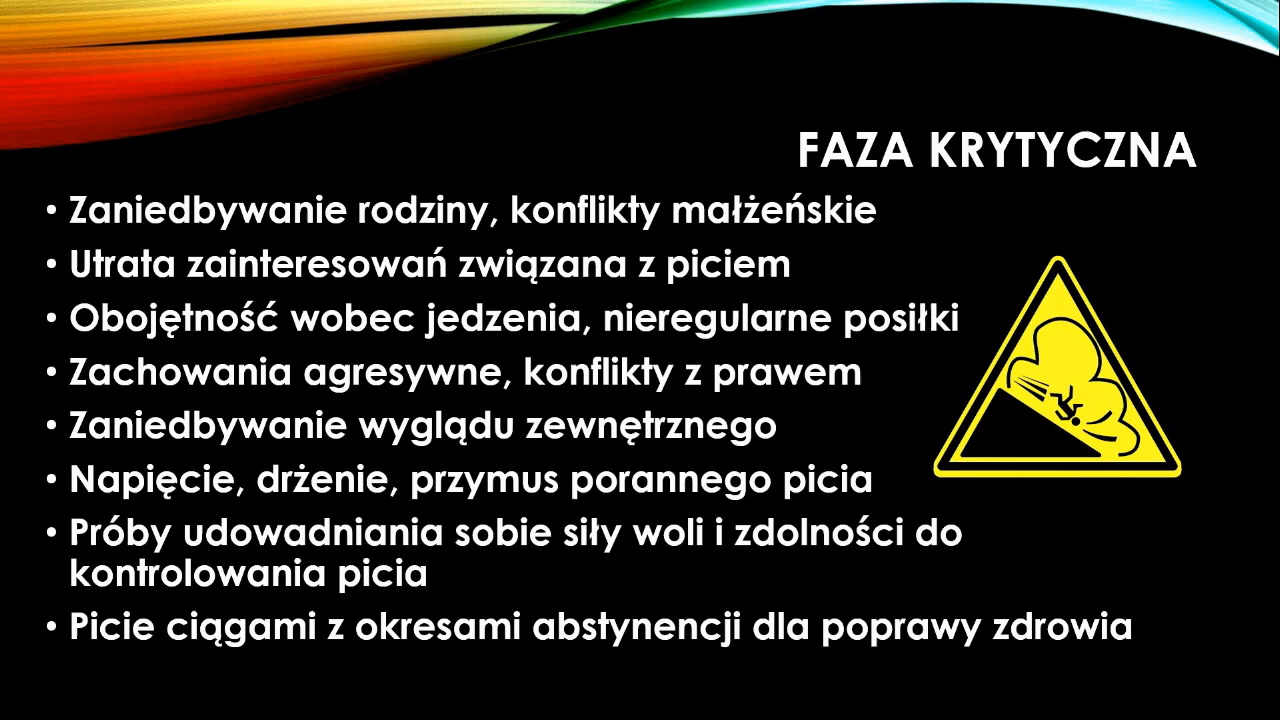 FAZA KRYTYCZNA
• Zaniedbywanie rodziny, konflikty małżeńskie
• Utrata zainteresowań związana z piciem
• Obojętność wobec jedzenia, nieregularne posiłki
• Zachowania agresywne, konflikty z prawem
• Zaniedbywanie wyglądu zewnętrznego
• Napięcie, drżenie, przymus porannego picia
• Próby udowadniania sobie siły woli i zdolności do
kontrolowania picia
• Picie ciągami z okresami abstynencji dla poprawy zdrowia